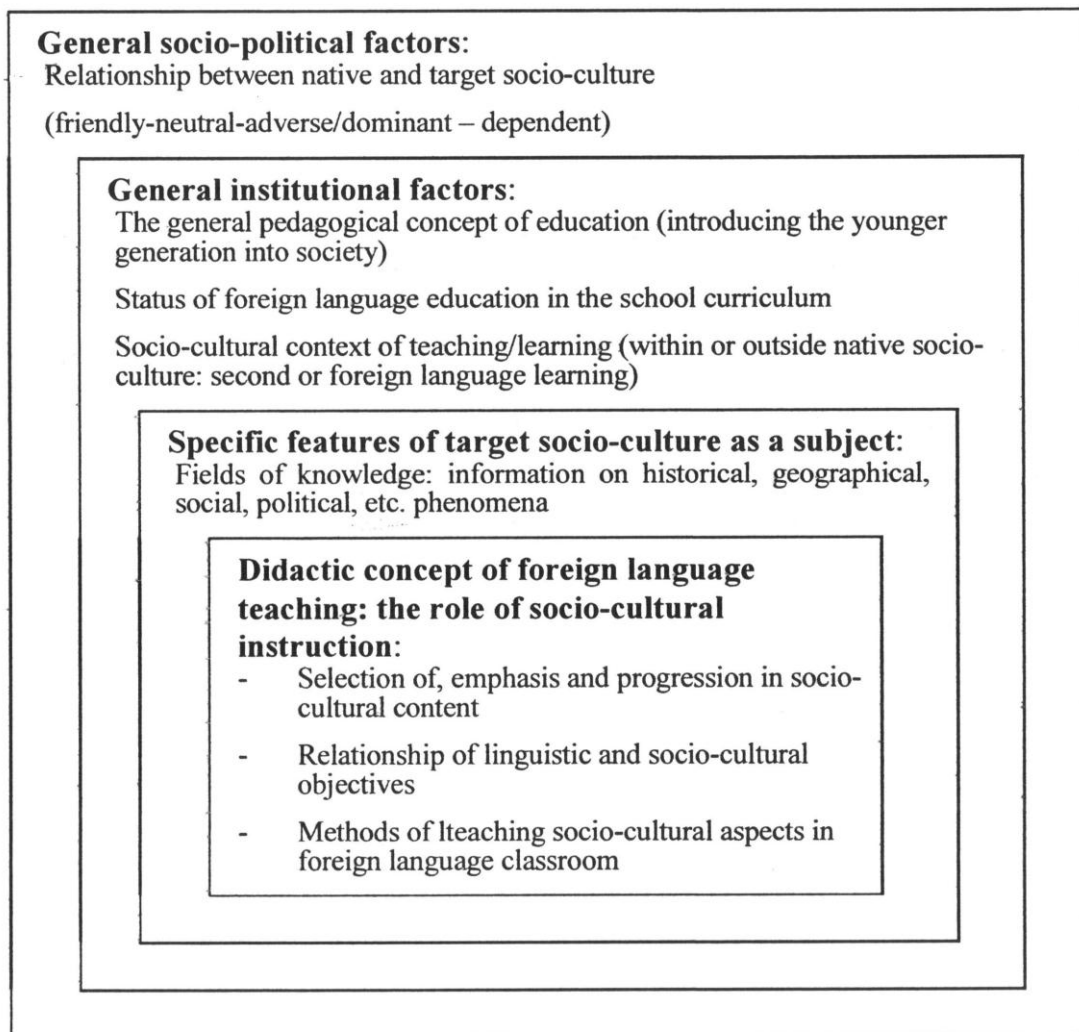 General socio-political factors:
Relationship between native and target socio-culture
(friendly-neutral-adverse/dominant – dependent)
General institutional factors:
The general pedagogical concept of education (introducing the younger
generation into society)
Status of foreign language education in the school curriculum
Socio-cultural context of teaching/learning (within or outside native socio-
culture: second or foreign language learning)
Specific features of target socio-culture as a subject:
Fields of knowledge: information on historical, geographical,
social, political, etc. phenomena
Didactic concept of foreign language
teaching: the role of socio-cultural
instruction:
- Selection of, emphasis and progression in socio-
cultural content
- Relationship of linguistic and socio-cultural
objectives
- Methods of lteaching socio-cultural aspects in
foreign language classroom